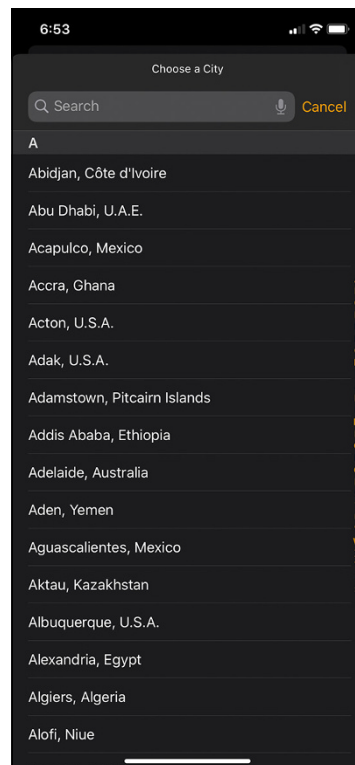 6:53
Choose a City
Search
Cancel
A
Abidjan, Côte d'Ivoire
Abu Dhabi, U.A.E.
Acapulco, Mexico
Accra, Ghana
Acton, U.S.A.
Adak, U.S.A.
Adamstown, Pitcairn Islands
Addis Ababa, Ethiopia
Adelaide, Australia
Aden, Yemen
Aguascalientes, Mexico
Aktau, Kazakhstan
Albuquerque, U.S.A.
Alexandria, Egypt
Algiers, Algeria
Alofi, Niue